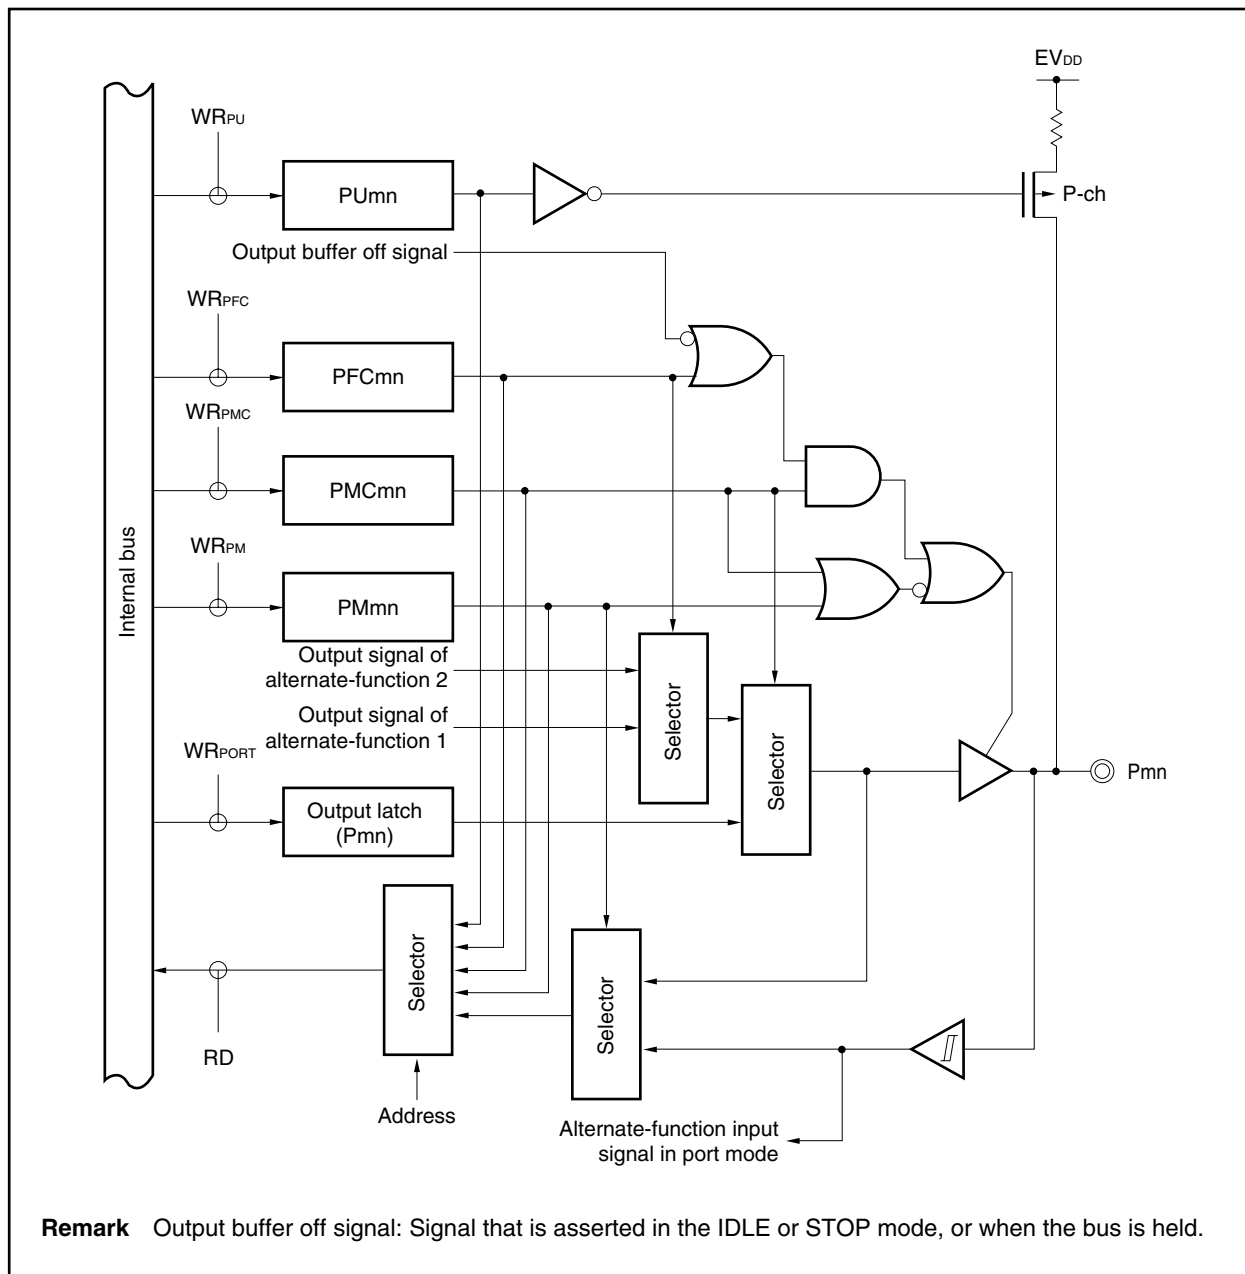 EVDD
WRPU
PUmn
P-ch
Output buffer off signal
WRPFC
PFCmn
WRPMC
PMCmn
WRPM
PMmn
Internal bus
Output signal of
alternate-function 2
Output signal of
alternate-function 1
Selector
Selector
WRPORT
Output latch
(Pmn)
Pmn
Selector
Selector
RD
Address
Alternate-function input
signal in port mode
Remark Output buffer off signal: Signal that is asserted in the IDLE or STOP mode, or when the bus is held.